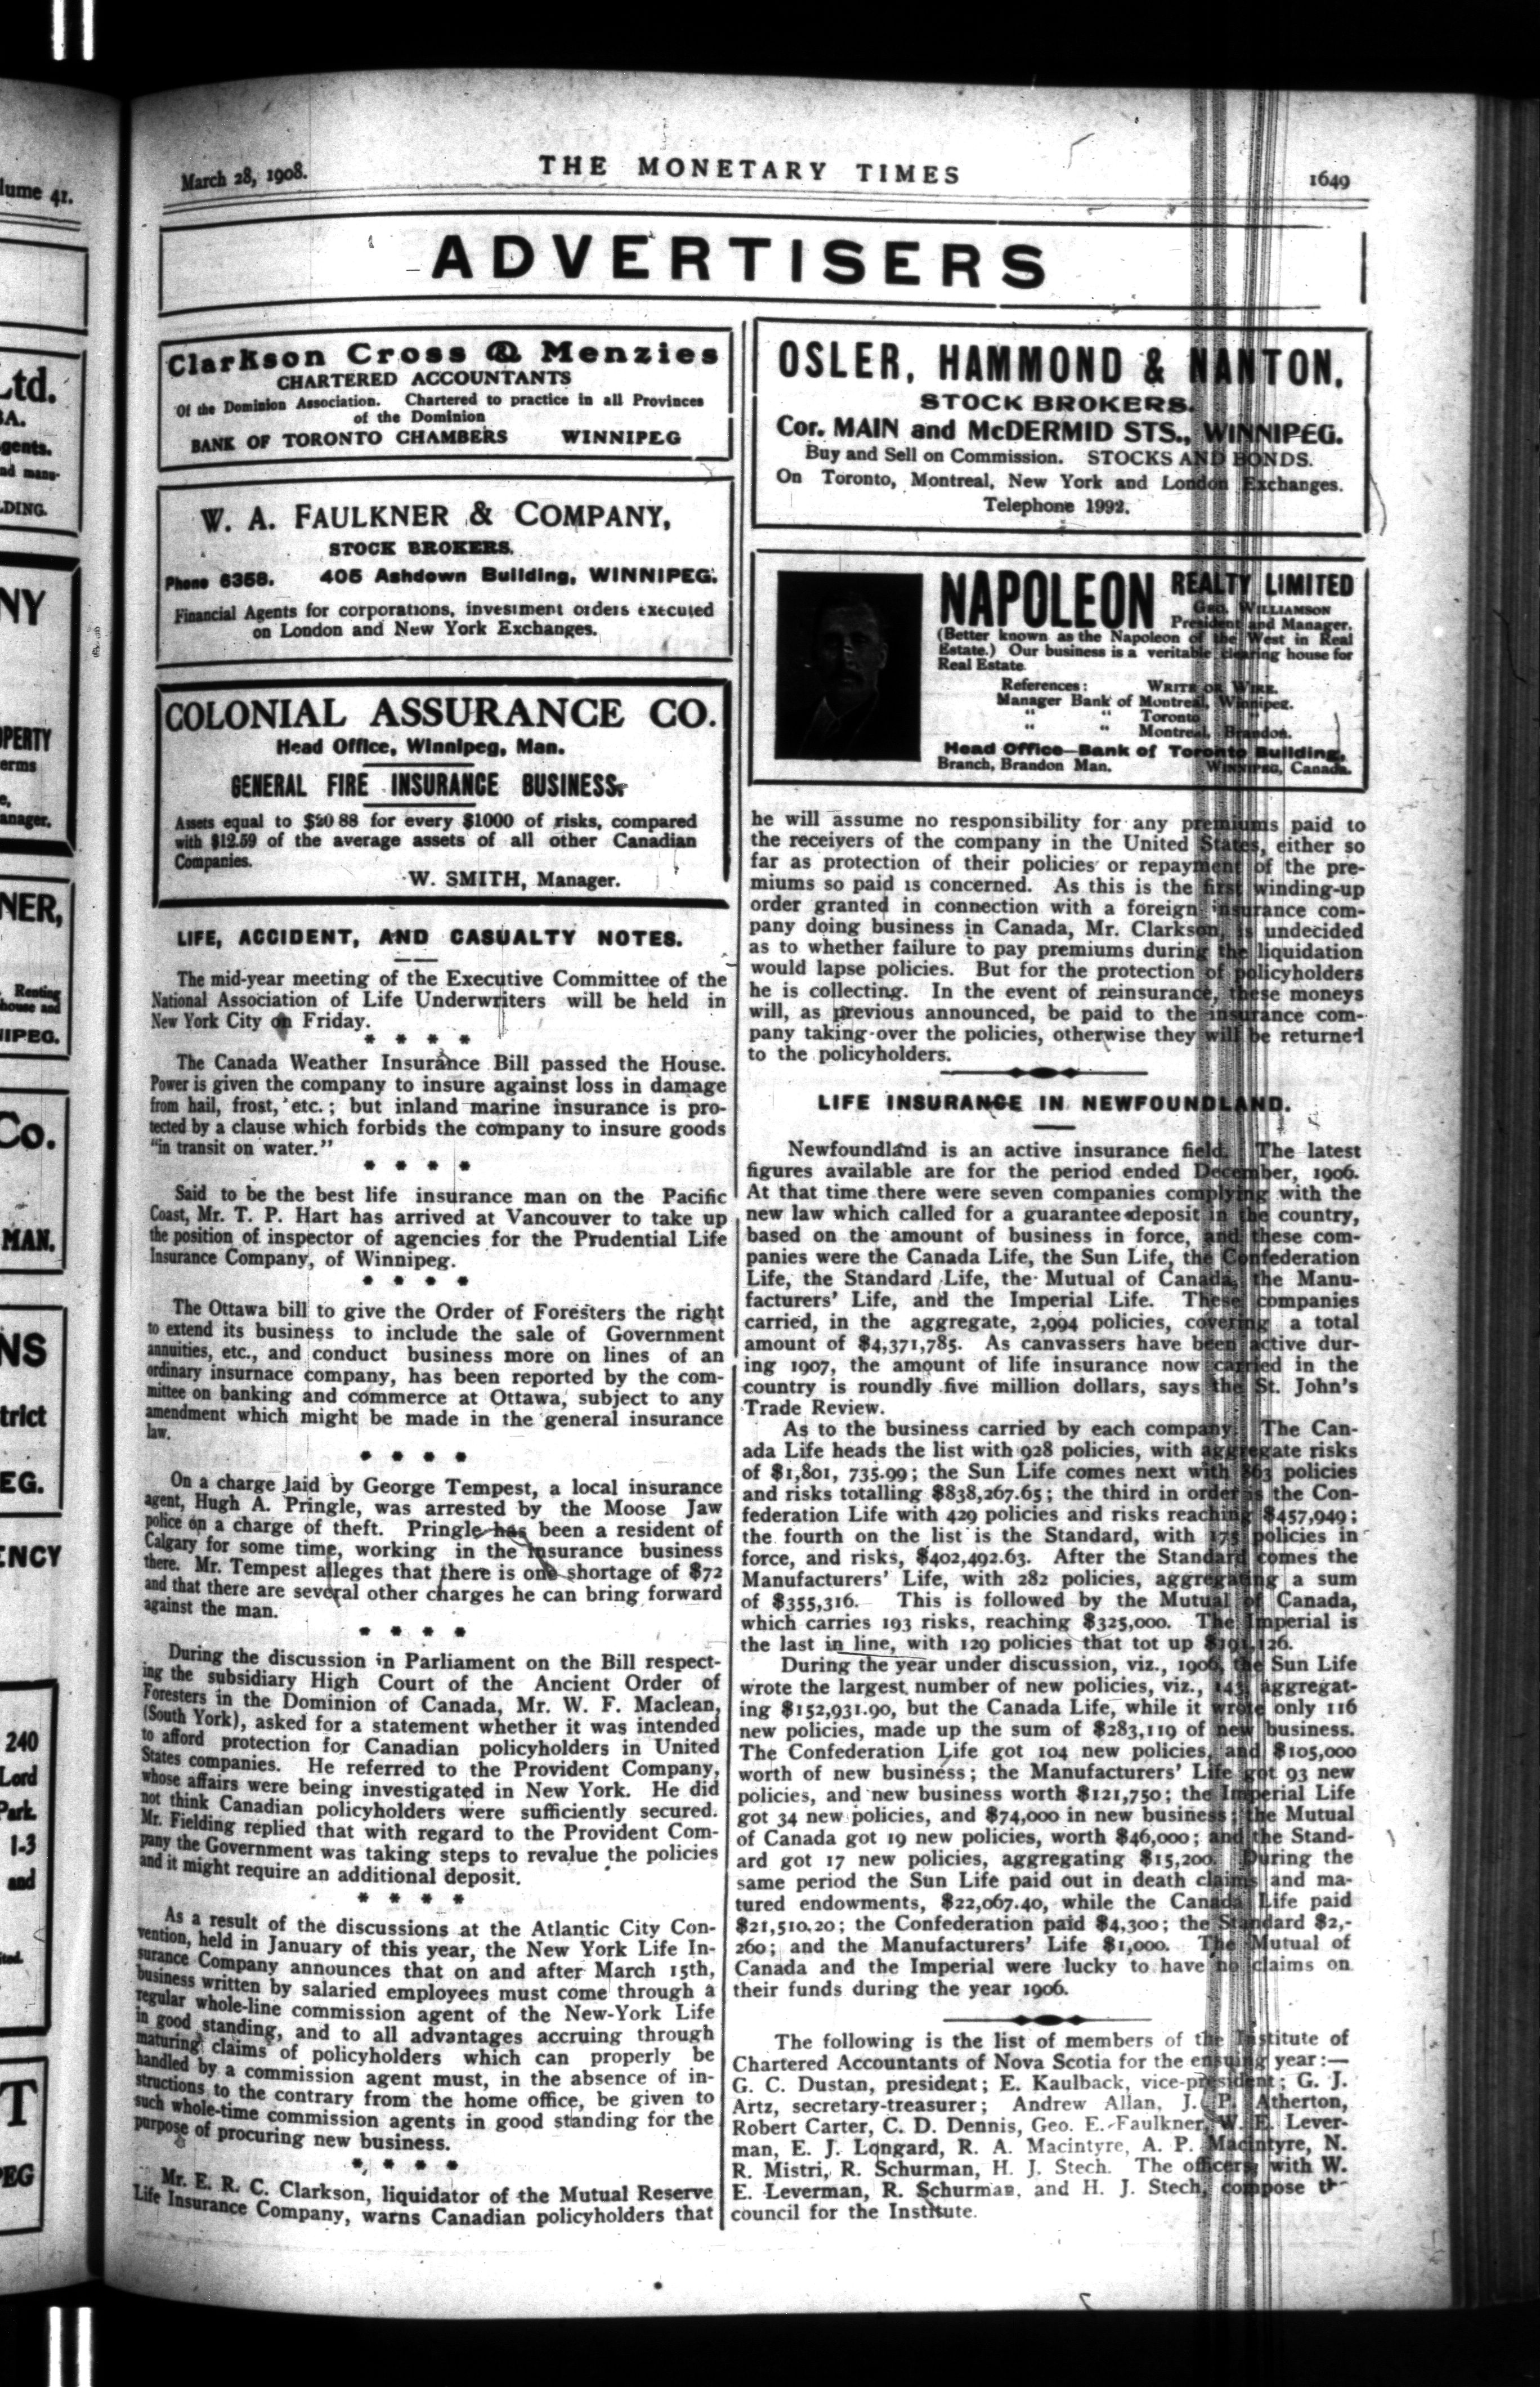 March 28, 1908.
THE MONETARY TIMES
1649
ADVERTISERS
Clarkson Cross & Menzies
CHARTERED ACCOUNTANTS
Of the Dominion Association. Chartered to practice in all Provinces
of the Dominion
BANK OF TORONTO CHAMBERS WINNIPEG
W. A. FAULKNER & COMPANY,
STOCK BROKERS.
Phone 6358. 405 Ashdown Building, WINNIPEG.
Financial Agents for corporations, investment orders executed
on London and New York Exchanges.
COLONIAL ASSURANCE CO.
Head Office, Winnipeg, Man.
GENERAL FIRE INSURANCE BUSINESS.
Assets equal to $20 88 for every $1000 of risks, compared
with $12.59 of the average assets of all other Canadian
Companies.
W. SMITH, Manager.
LIFE, ACCIDENT, AND CASUALTY NOTES.
The mid-year meeting of the Executive Committee of the
National Association of Life Underwriters will be held in
New York City on Friday.
* * * *
The Canada Weather Insurance Bill passed the House.
Power is given the company to insure against loss in damage
from hail, frost, etc.; but inland marine insurance is pro-
tected by a clause which forbids the company to insure goods
"in transit on water."
* * * *
Said to be the best life insurance man on the Pacific
Coast, Mr. T. P. Hart has arrived at Vancouver to take up
the position of inspector of agencies for the Prudential Life
Insurance Company, of Winnipeg.
* * * *
The Ottawa bill to give the Order of Foresters the right
to extend its business to include the sale of Government
annuities, etc., and conduct business more on lines of an
ordinary insurnace company, has been reported by the com-
mittee on banking and commerce at Ottawa, subject to any
amendment which might be made in the general insurance
law.
* * * *
On a charge laid by George Tempest, a local insurance
agent, Hugh A. Pringle, was arrested by the Moose Jaw
police on a charge of theft. Pringle has been a resident of
Calgary for some time, working in the insurance business
there. Mr. Tempest alleges that there is one shortage of $72
and that there are several other charges he can bring forward
against the man.
* * * *
During the discussion in Parliament on the Bill respect-
ing the subsidiary High Court of the Ancient Order of
Foresters in the Dominion of Canada, Mr. W. F. Maclean,
(South York), asked for a statement whether it was intended
to afford protection for Canadian policyholders in United
States companies. He referred to the Provident Company,
whose affairs were being investigated in New York. He did
not think Canadian policyholders were sufficiently secured.
Mr. Fielding replied that with regard to the Provident Com-
pany the Government was taking steps to revalue the policies
and it might require an additional deposit.
* * * *
As a result of the discussions at the Atlantic City Con-
vention, held in January of this year, the New York Life In-
surance Company announces that on and after March 15th,
business written by salaried employees must come through a
regular whole-line commission agent of the New-York Life
in good standing, and to all advantages accruing through
maturing claims of policyholders which can properly be
handled by a commission agent must, in the absence of in-
structions to the contrary from the home office, be given to
such whole-time commission agents in good standing for the
purpose of procuring new business.
* * * *
Mr. E. R. C. Clarkson, liquidator of the Mutual Reserve
Life Insurance Company, warns Canadian policyholders that
OSLER, HAMMOND & NANTON,
STOCK BROKERS.
Cor. MAIN and McDERMID STS., WINNIPEG.
Buy and Sell on Commission. STOCKS AND BONDS.
On Toronto, Montreal, New York and London Exchanges.
Telephone 1992.
NAPOLEON REALTY LIMITED
GEO. WILLIAMSON
President and Manager.
(Better known as the Napoleon of the West in Real
Estate.) Our business is a veritable clearing house for
Real Estate
References: WRITE OR WIRE.
Manager Bank of Montreal, Winnipeg.
" " Toronto "
" " Montreal, Brandon.
Head Office—Bank of Toronto Building,
Branch, Brandon Man. WINNIPEG, Canada.
he will assume no responsibility for any premiums paid to
the receivers of the company in the United States, either so
far as protection of their policies or repayment of the pre-
miums so paid is concerned. As this is the first winding-up
order granted in connection with a foreign insurance com-
pany doing business in Canada, Mr. Clarkson, is undecided
as to whether failure to pay premiums during the liquidation
would lapse policies. But for the protection of policyholders
he is collecting. In the event of reinsurance, these moneys
will, as previous announced, be paid to the insurance com-
pany taking over the policies, otherwise they will be returned
to the policyholders.
LIFE INSURANCE IN NEWFOUNDLAND.
Newfoundland is an active insurance field. The latest
figures available are for the period ended December, 1906.
At that time there were seven companies complying with the
new law which called for a guarantee deposit in the country,
based on the amount of business in force, and these com-
panies were the Canada Life, the Sun Life, the Confederation
Life, the Standard Life, the Mutual of Canada, the Manu-
facturers' Life, and the Imperial Life. These companies
carried, in the aggregate, 2,994 policies, covering a total
amount of $4,371,785. As canvassers have been active dur-
ing 1907, the amount of life insurance now carried in the
country is roundly five million dollars, says the St. John's
Trade Review.
As to the business carried by each company: The Can-
ada Life heads the list with 928 policies, with aggregate risks
of $1,801, 735.99; the Sun Life comes next with 863 policies
and risks totalling $838,267.65; the third in order is the Con-
federation Life with 429 policies and risks reaching $457,949;
the fourth on the list is the Standard, with 175 policies in
force, and risks, $402,492.63. After the Standard comes the
Manufacturers' Life, with 282 policies, aggregating a sum
of $355,316. This is followed by the Mutual of Canada,
which carries 193 risks, reaching $325,000. The Imperial is
the last in line, with 129 policies that tot up
During the year under discussion, viz., 1906, the Sun Life
wrote the largest number of new policies, viz., 143, aggregat-
ing $152,931.90, but the Canada Life, while it wrote only 116
new policies, made up the sum of $283,119 of new business.
The Confederation Life got 104 new policies, and $105,000
worth of new business; the Manufacturers' Life got 93 new
policies, and new business worth $121,750; the Imperial Life
got 34 new policies, and $74,000 in new business; the Mutual
of Canada got 19 new policies, worth $46,000; and the Stand-
ard got 17 new policies, aggregating $15,200. During the
same period the Sun Life paid out in death claims and ma-
tured endowments, $22,067.40, while the Canada Life paid
$21,510.20; the Confederation paid $4,300; the Standard $2,-
260; and the Manufacturers' Life $1,000. The Mutual of
Canada and the Imperial were lucky to have no claims on
their funds during the year 1906.
The following is the list of members of the Institute of
Chartered Accountants of Nova Scotia for the ensuing year:—
G. C. Dustan, president; E. Kaulback, vice-president; G. J.
Artz, secretary-treasurer; Andrew Allan, J. P. Atherton,
Robert Carter, C. D. Dennis, Geo. E. Faulkner, W. E. Lever-
man, E. J. Longard, R. A. Macintyre, A. P. Macintyre, N.
R. Mistri, R. Schurman, H. J. Stech. The officers, with W.
E. Leverman, R. Schurman, and H. J. Stech, compose the
council for the Institute.